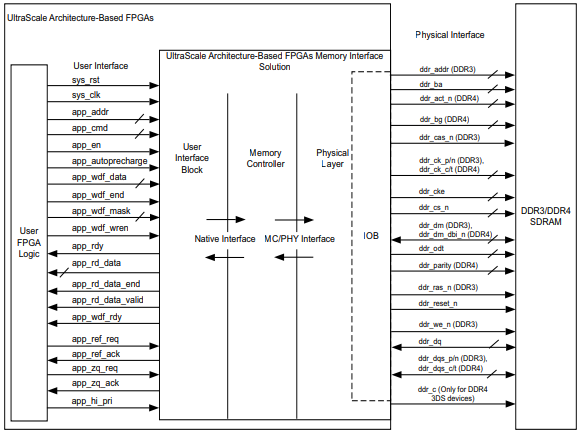 UltraScale Architecture-Based FPGAs
Physical Interface
User Interface
UltraScale Architecture-Based FPGAs Memory Interface
Solution
sys_rst
sys_clk
app_addr
app_cmd
app_en
app_autoprecharge
app_wdf_data
app_wdf_end
app_wdf_mask
app_wdf_wren
app_rdy
app_rd_data
app_rd_data_end
app_rd_data_valid
app_wdf_rdy
app_ref_req
app_ref_ack
app_zq_req
app_zq_ack
app_hi_pri
User
FPGA
Logic
User
Interface
Block
Memory
Controller
Physical
Layer
Native Interface
MC/PHY Interface
IOB
ddr_addr (DDR3)
ddr_ba
ddr_act_n (DDR4)
ddr_bg (DDR4)
ddr_cas_n (DDR3)
ddr_ck_p/n (DDR3),
ddr_ck_c/t (DDR4)
ddr_cke
ddr_cs_n
ddr_dm (DDR3),
ddr_dm_dbi_n (DDR4)
ddr_odt
ddr_parity (DDR4)
ddr_ras_n (DDR3)
ddr_reset_n
ddr_we_n (DDR3)
ddr_dq
ddr_dqs_p/n (DDR3),
ddr_dqs_c/t (DDR4)
ddr_c (Only for DDR4
3DS devices)
DDR3/DDR4
SDRAM